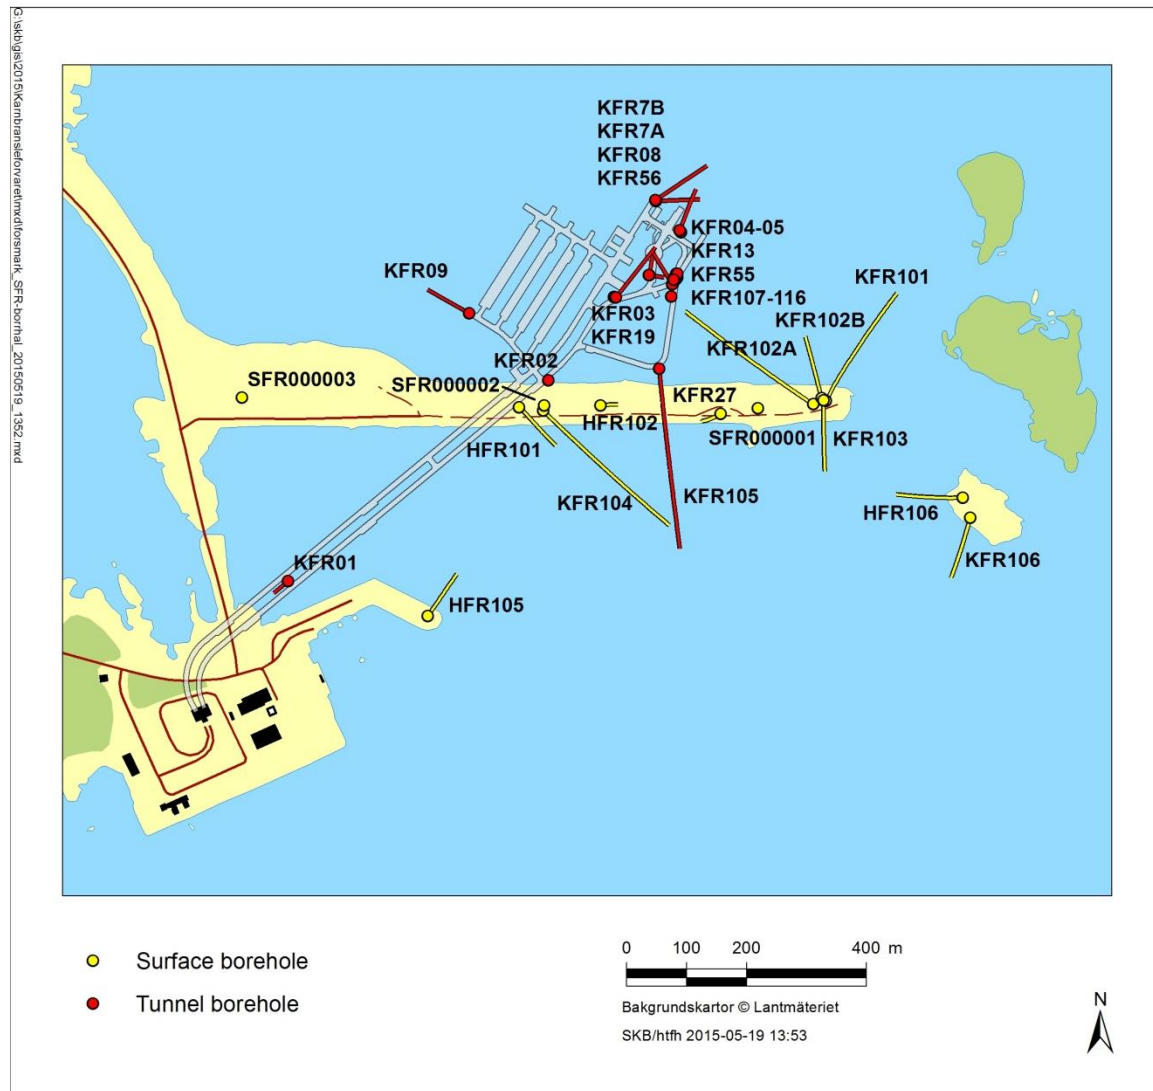 G:\skb\gis\2015\Kambransleforvaret\mxd\forsmark_SFR-borrhal_20150519_1352.mxd
KFR7B
KFR7A
KFR08
KFR56
KFR04-05
KFR13
KFR55
KFR107-116
KFR101
KFR09
KFR03
KFR19
KFR102B
KFR102A
KFR02
SFR000003
SFR000002
KFR27
HFR102
SFR000001
KFR103
HFR101
KFR104
KFR105
HFR106
KFR106
KFR01
HFR105
Surface borehole
Tunnel borehole
0 100 200 400 m
Bakgrundskartor © Lantmäteriet
SKB/htfh 2015-05-19 13:53
N